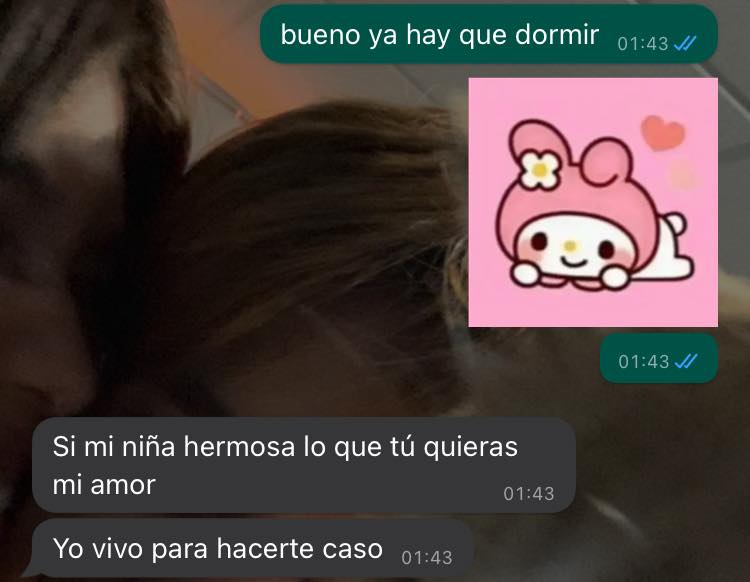 bueno ya hay que dormir 01:43
01:43
Si mi niña hermosa lo que tú quieras
mi amor 01:43
Yo vivo para hacerte caso 01:43